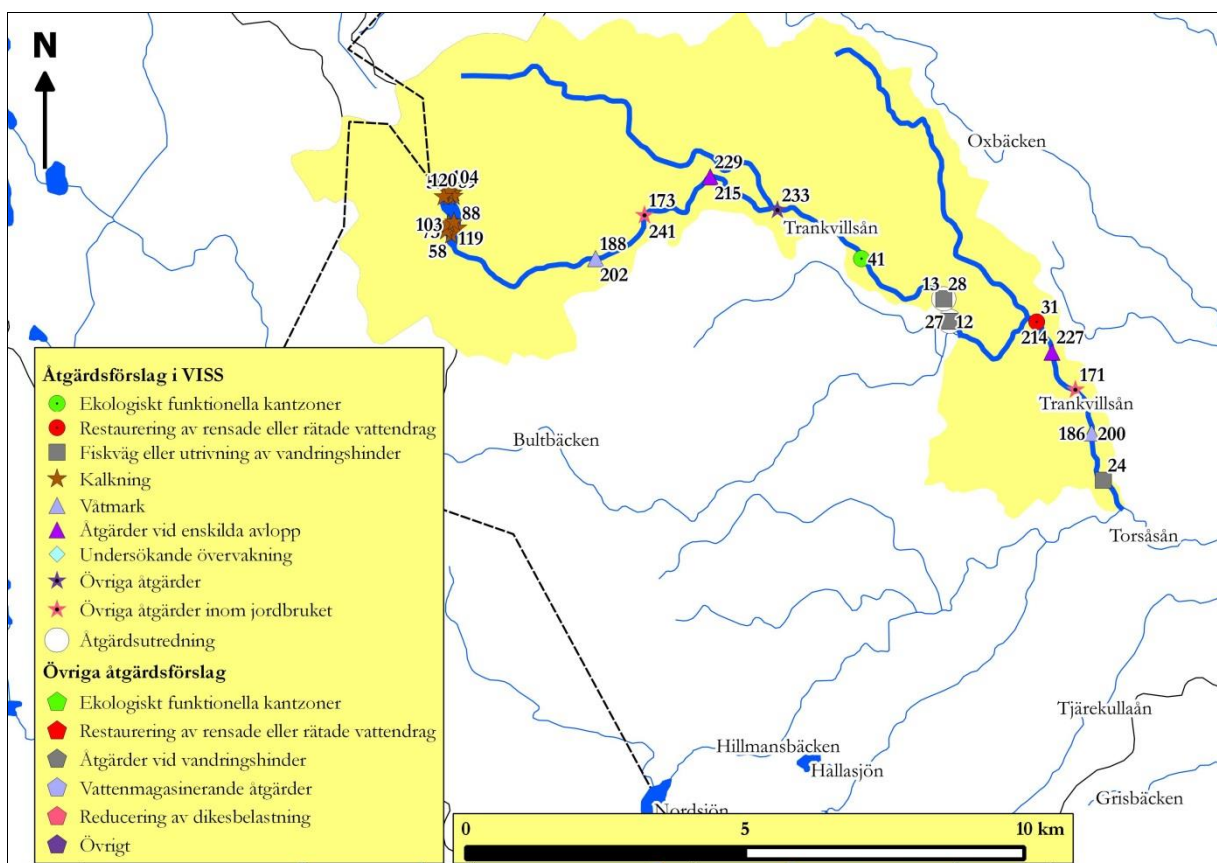 N
Oxbäcken
229
104
120
215
173
233
88
103
Trankvillsån
119
241
188
58
41
202
13 28
31
27 12
214 227
171
Trankvillsån
Bultbäcken
186 200
24
Torsåsån
Åtgärdsförslag i VISS
Ekologiskt funktionella kantzoner
Restaurering av rensade eller rätade vattendrag
Fiskväg eller utrivning av vandringshinder
Kalkning
Våtmark
Åtgärder vid enskilda avlopp
Undersökande övervakning
Övriga åtgärder
Övriga åtgärder inom jordbruket
Åtgärdsutredning
Övriga åtgärdsförslag
Ekologiskt funktionella kantzoner
Restaurering av rensade eller rätade vattendrag
Åtgärder vid vandringshinder
Vattenmagasinerande åtgärder
Reducering av dikesbelastning
Övrigt
Tjärekullaån
Hillmansbäcken
Hållasjön
Grisbäcken
Nordsjön
0 5 10 km